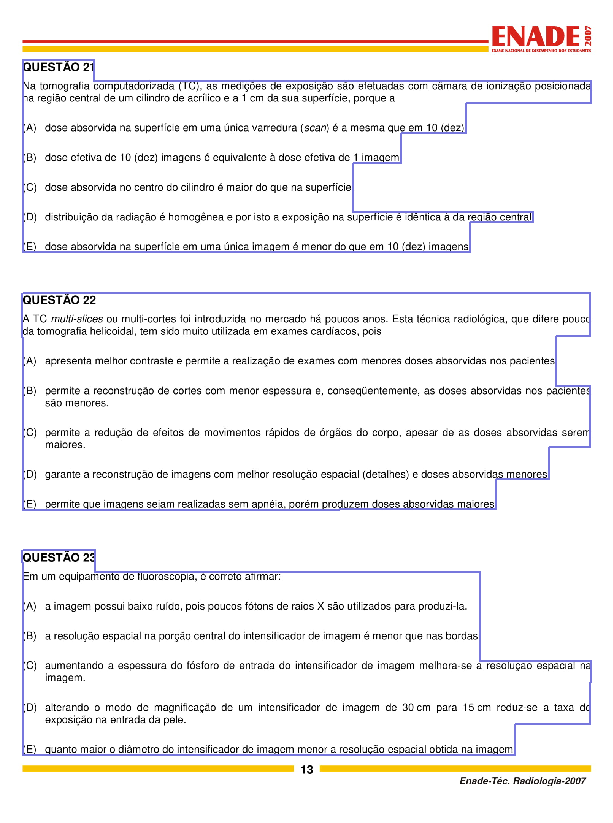 ENADE 2007
EXAME NACIONAL DE DESEMPENHO DOS ESTUDANTES
QUESTÃO 21
Na tomografia computadorizada (TC), as medições de exposição são efetuadas com câmara de ionização posicionada
na região central de um cilindro de acrílico e a 1 cm da sua superfície, porque a
(A) dose absorvida na superfície em uma única varredura (scan) é a mesma que em 10 (dez)
(B) dose efetiva de 10 (dez) imagens é equivalente à dose efetiva de 1 imagem
(C) dose absorvida no centro do cilindro é maior do que na superfície
(D) distribuição da radiação é homogênea e por isto a exposição na superfície é idêntica à da região central
(E) dose absorvida na superfície em uma única imagem é menor do que em 10 (dez) imagens
QUESTÃO 22
A TC multi-slices ou multi-cortes foi introduzida no mercado há poucos anos. Esta técnica radiológica, que difere pouco
da tomografia helicoidal, tem sido muito utilizada em exames cardíacos, pois
(A) apresenta melhor contraste e permite a realização de exames com menores doses absorvidas nos pacientes
(B) permite a reconstrução de cortes com menor espessura e, conseqüentemente, as doses absorvidas nos pacientes
são menores.
(C) permite a redução de efeitos de movimentos rápidos de órgãos do corpo, apesar de as doses absorvidas serem
maiores.
(D) garante a reconstrução de imagens com melhor resolução espacial (detalhes) e doses absorvidas menores
(E) permite que imagens sejam realizadas sem apnéia, porém produzem doses absorvidas maiores
QUESTÃO 23
Em um equipamento de fluoroscopia, é correto afirmar:
(A) a imagem possui baixo ruído, pois poucos fótons de raios X são utilizados para produzi-la.
(B) a resolução espacial na porção central do intensificador de imagem é menor que nas bordas
(C) aumentando a espessura do fósforo de entrada do intensificador de imagem melhora-se a resolução espacial na
imagem.
(D) alterando o modo de magnificação de um intensificador de imagem de 30 cm para 15 cm reduz-se a taxa de
exposição na entrada da pele.
(E) quanto maior o diâmetro do intensificador de imagem menor a resolução espacial obtida na imagem
13
Enade-Téc. Radiologia-2007